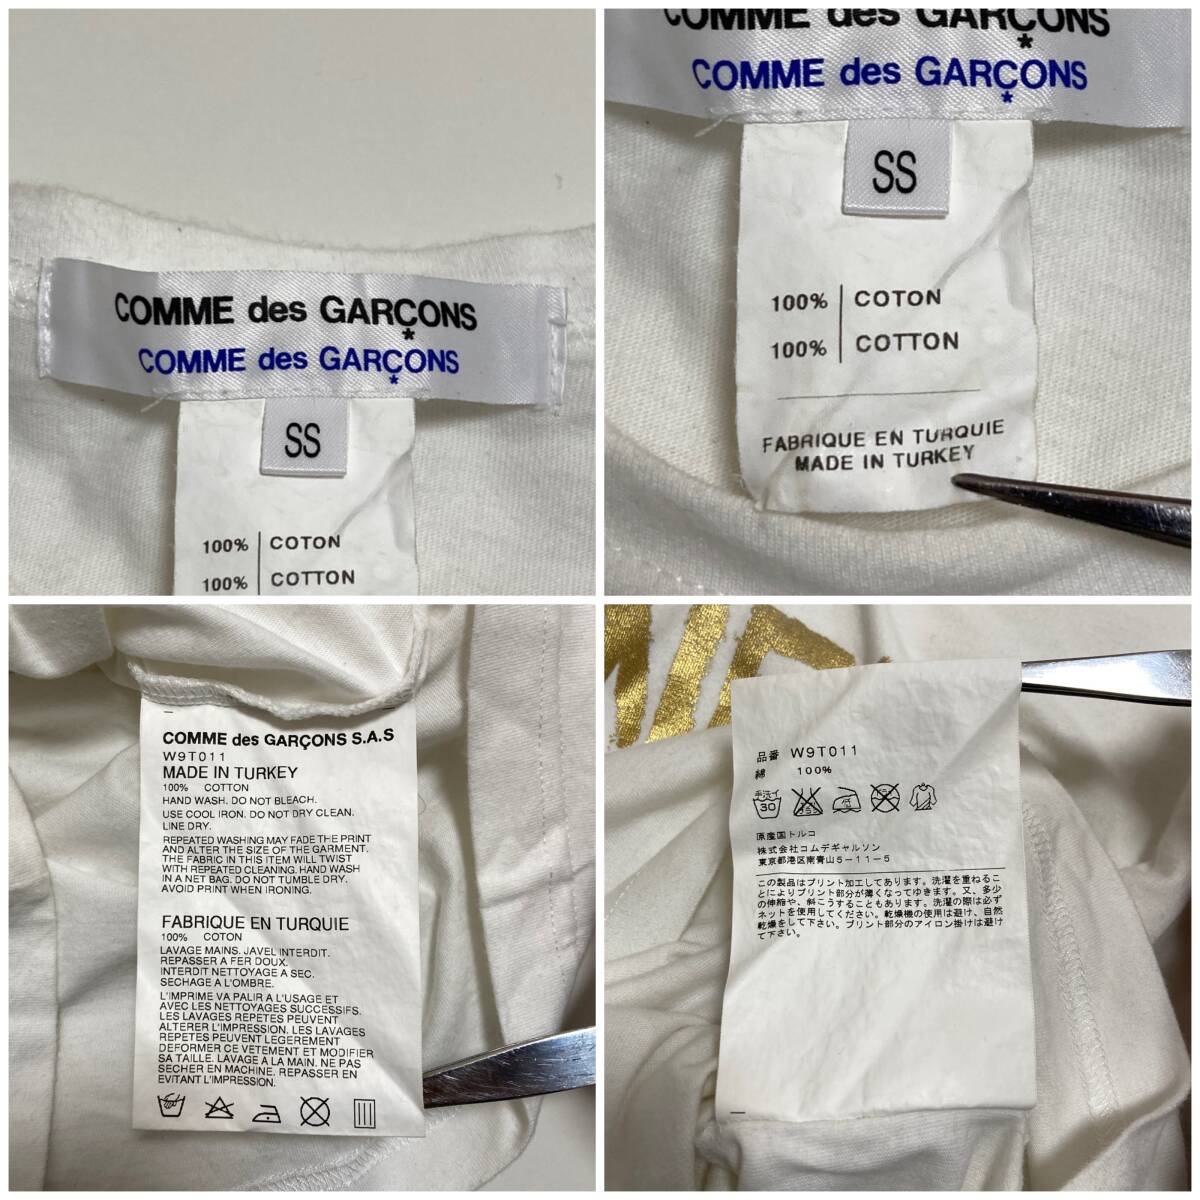 COMME des GARÇONS
*
COMME des GARÇONS
*
SS
100% COTON
100% COTTON
COMME des GARÇONS
*
COMME des GARÇONS
*
SS
100% COTON
100% COTTON
FABRIQUE EN TURQUIE
MADE IN TURKEY
COMME des GARÇONS S.A.S
W9T011
MADE IN TURKEY
100% COTTON
HAND WASH. DO NOT BLEACH.
USE COOL IRON. DO NOT DRY CLEAN.
LINE DRY.
REPEATED WASHING MAY FADE THE PRINT
AND ALTER THE SIZE OF THE GARMENT.
THE FABRIC IN THIS ITEM WILL TWIST
WITH REPEATED CLEANING. HAND WASH
IN A NET BAG. DO NOT TUMBLE DRY.
AVOID PRINT WHEN IRONING.
FABRIQUE EN TURQUIE
100% COTON
LAVAGE MAINS. JAVEL INTERDIT.
REPASSER A FER DOUX.
INTERDIT NETTOYAGE A SEC.
SECHAGE A L'OMBRE.
L'IMPRIME VA PALIR A L'USAGE ET
AVEC LES NETTOYAGES SUCCESSIFS.
LES LAVAGES REPETES PEUVENT
ALTERER L'IMPRESSION. LES LAVAGES
REPETES PEUVENT LEGEREMENT
DEFORMER CE VETEMENT ET MODIFIER
SA TAILLE. LAVAGE A LA MAIN. NE PAS
SECHER EN MACHINE. REPASSER EN
EVITANT L'IMPRESSION.
品番 W9T011
綿 100%
手洗イ
30
原産国トルコ
株式会社コムデギャルソン
東京都港区南青山5-11-5
この製品はプリント加工してあります。洗濯を重ねるこ
とによりプリント部分が薄くなってゆきます。又、多少
の伸縮や、斜こうすることもあります。洗濯の際は必ず
ネットを使用してください。乾燥機の使用は避け、自然
乾燥をして下さい。プリント部分のアイロン掛けは避け
て下さい。